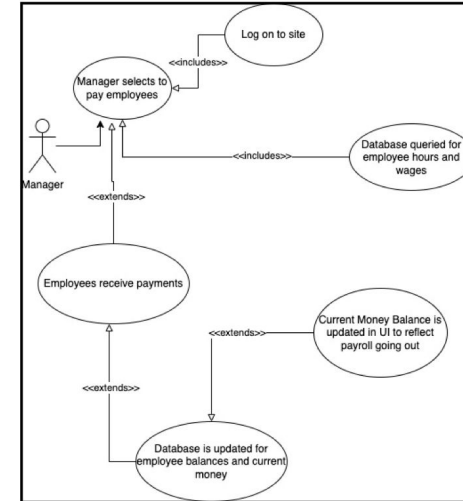 Log on to site
<<includes>>
Manager selects to
pay employees
Manager
<<includes>>
Database queried for
employee hours and
wages
<<extends>>
Employees receive payments
Current Money Balance is
updated in UI to reflect
payroll going out
<<extends>>
<<extends>>
Database is updated for
employee balances and current
money